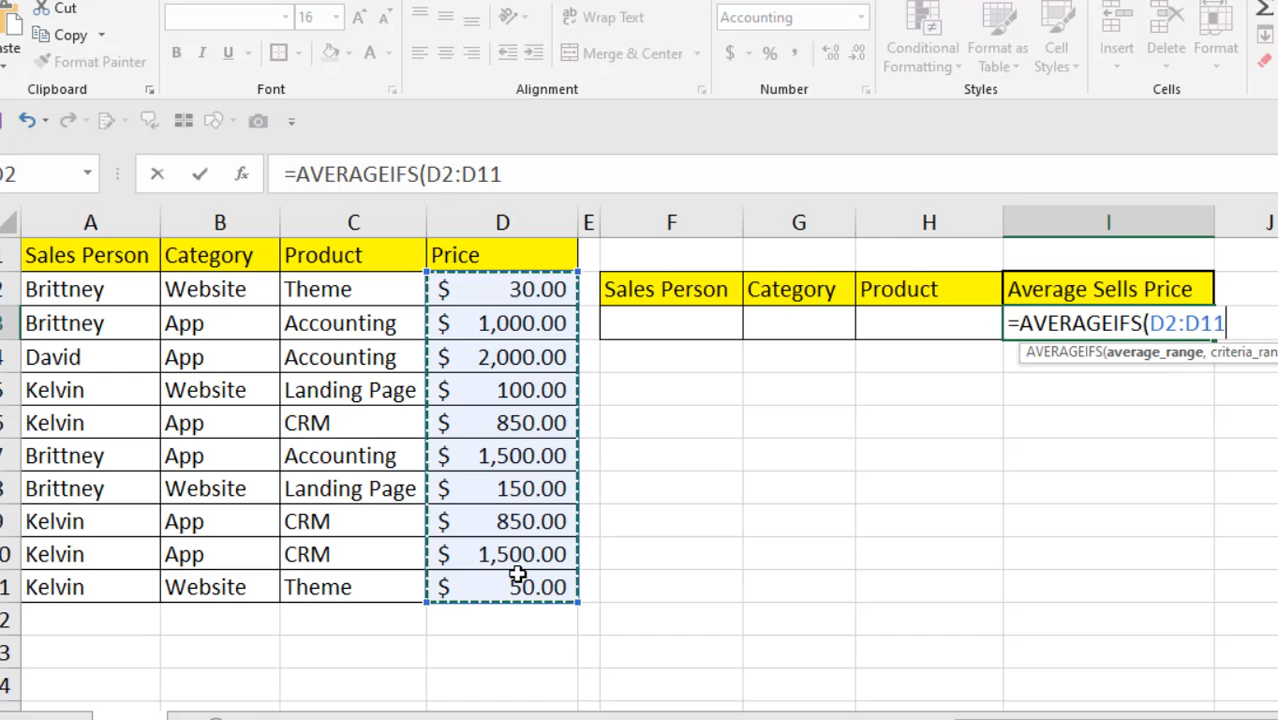 Cut
16
Wrap Text
Accounting
Copy
Paste
Format Painter
B I U
Merge & Center
$ % ,
Conditional Formatting
Format as Table
Cell Styles
Insert
Delete
Format
Clipboard
Font
Alignment
Number
Styles
Cells
D2
fx
=AVERAGEIFS(D2:D11
A B C D E F G H I J
Sales Person Category Product Price
Brittney Website Theme $ 30.00 Sales Person Category Product Average Sells Price
Brittney App Accounting $ 1,000.00 =AVERAGEIFS(D2:D11
AVERAGEIFS(average_range, criteria_ran
David App Accounting $ 2,000.00
Kelvin Website Landing Page $ 100.00
Kelvin App CRM $ 850.00
Brittney App Accounting $ 1,500.00
Brittney Website Landing Page $ 150.00
Kelvin App CRM $ 850.00
Kelvin App CRM $ 1,500.00
Kelvin Website Theme $ 50.00